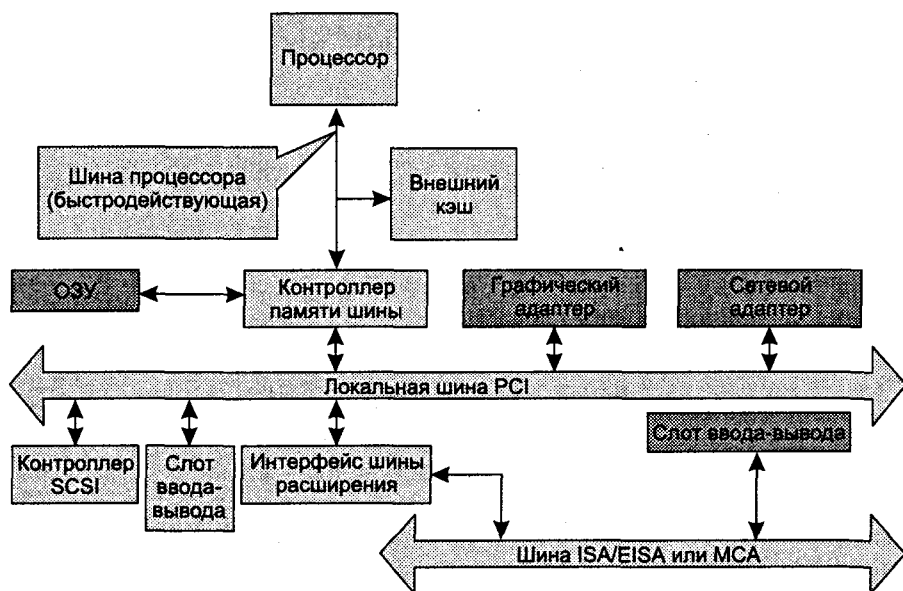 Процессор
Шина процессора
(быстродействующая)
Внешний
кэш
ОЗУ
Контроллер
памяти шины
Графический
адаптер
Сетевой
адаптер
Локальная шина PCI
Контроллер
SCSI
Слот
ввода-
вывода
Интерфейс шины
расширения
Слот ввода-вывода
Шина ISA/EISA или MCA